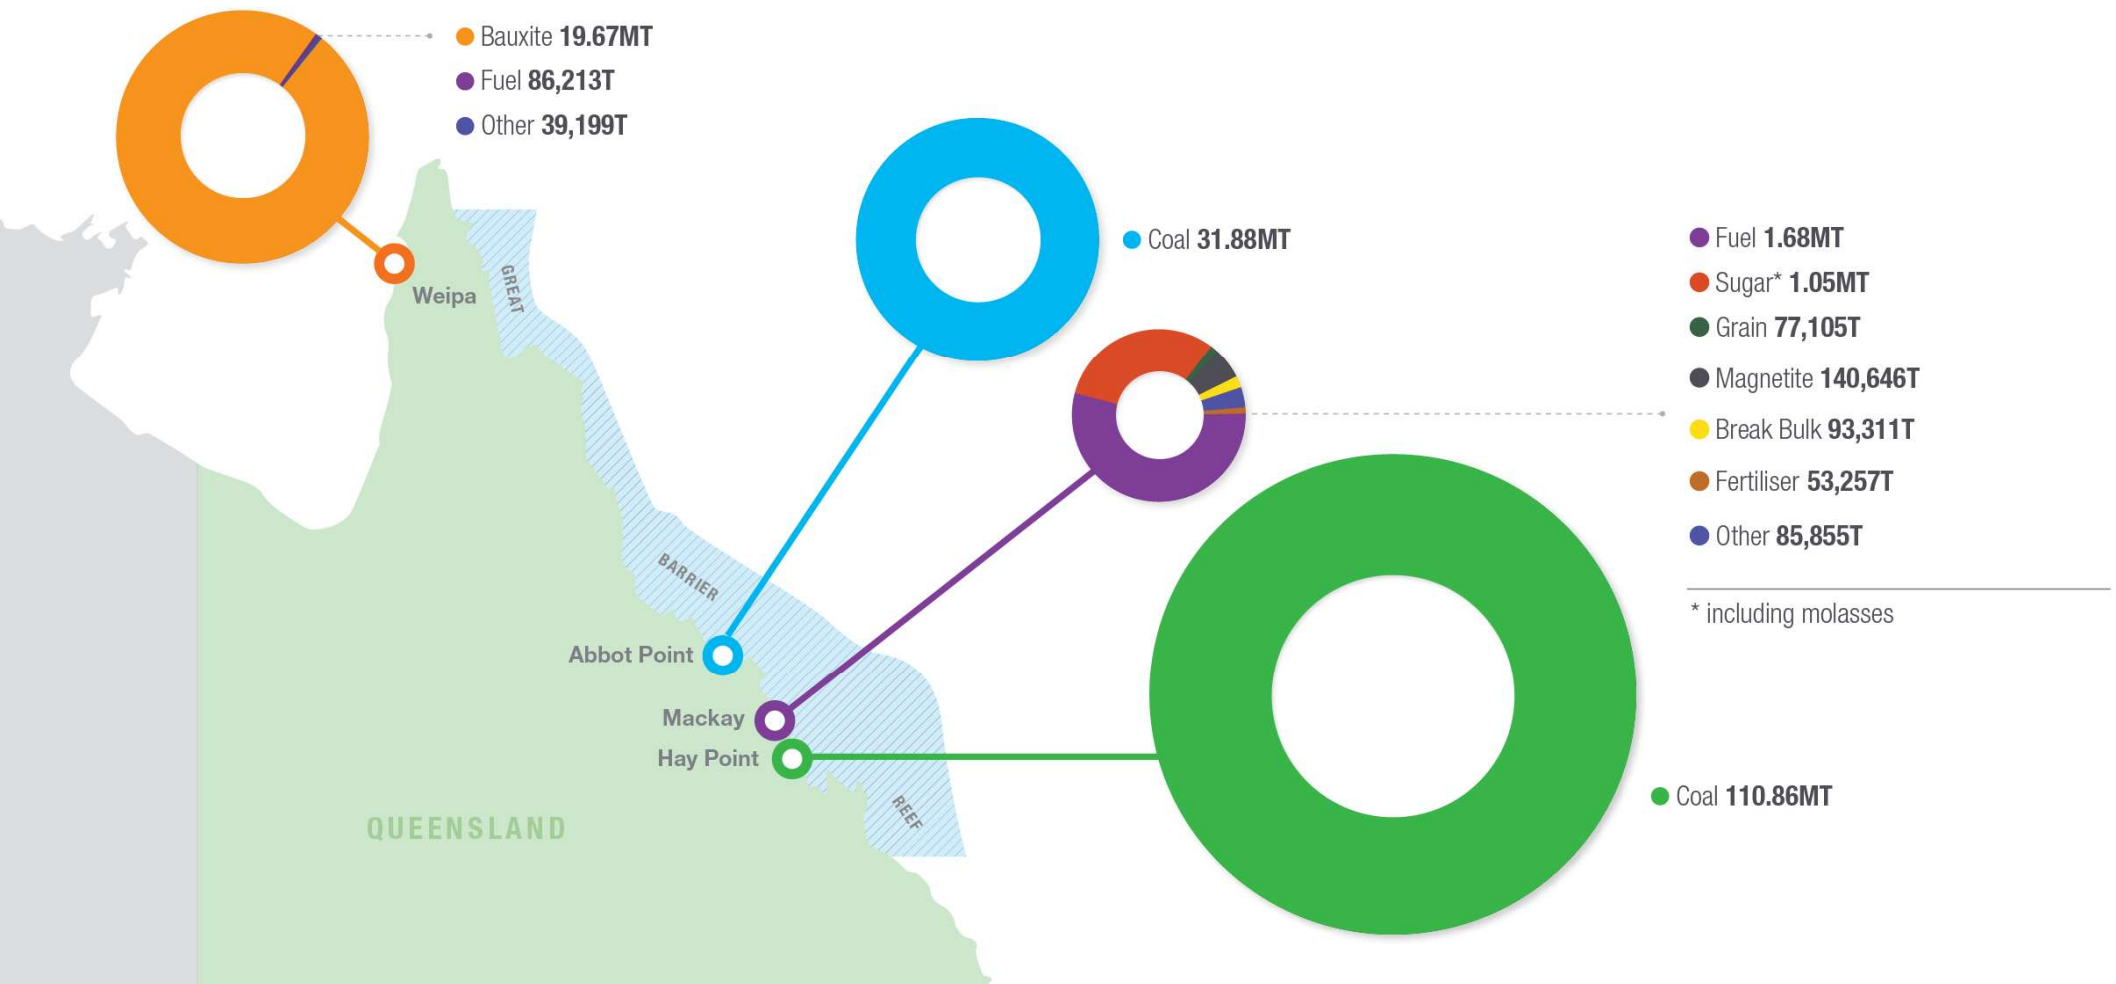 Bauxite 19.67MT
Fuel 86,213T
Other 39,199T
Coal 31.88MT
Fuel 1.68MT
Sugar* 1.05MT
Grain 77,105T
Magnetite 140,646T
Break Bulk 93,311T
Fertiliser 53,257T
Other 85,855T
* including molasses
Weipa
GREAT
BARRIER
Abbot Point
Mackay
Hay Point
REEF
Coal 110.86MT
QUEENSLAND